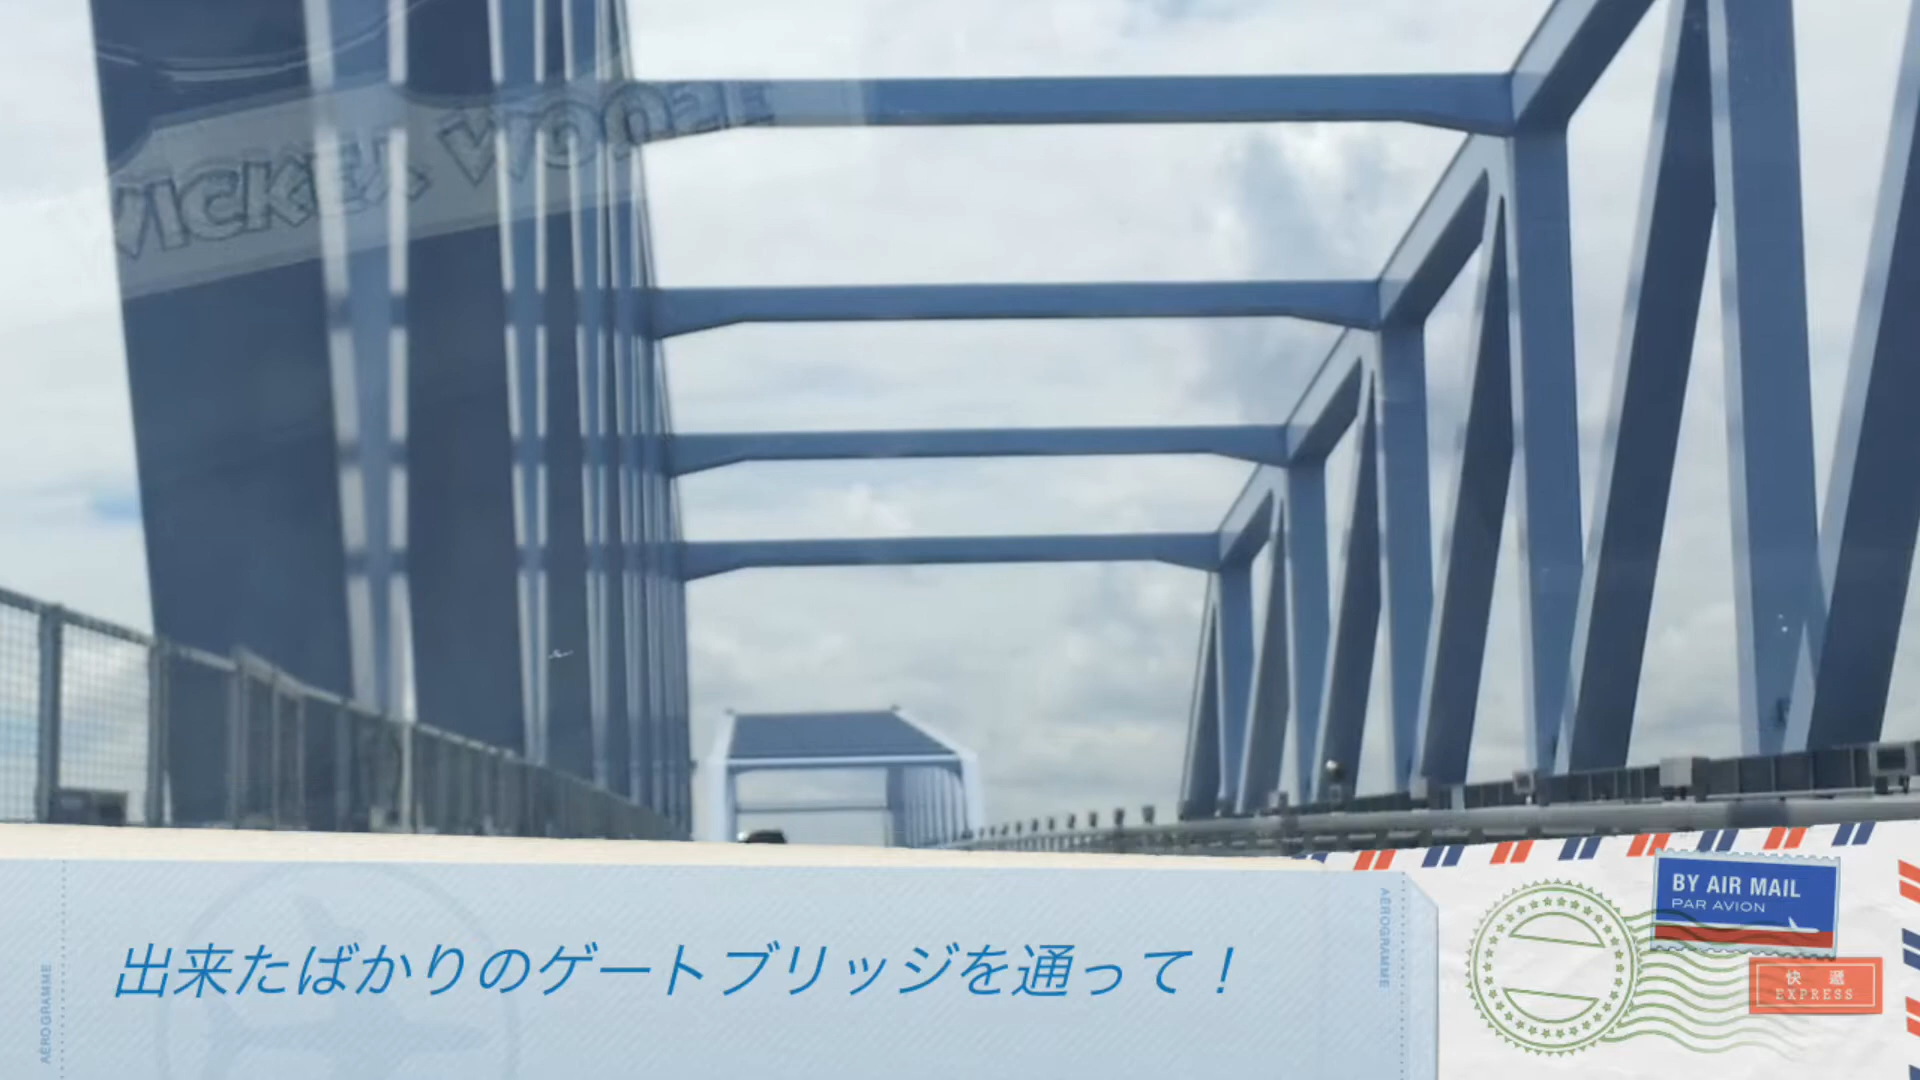 出来たばかりのゲートブリッジを通って！
AÉROGRAMME
AÉROGRAMME
BY AIR MAIL
PAR AVION
快遞
EXPRESS